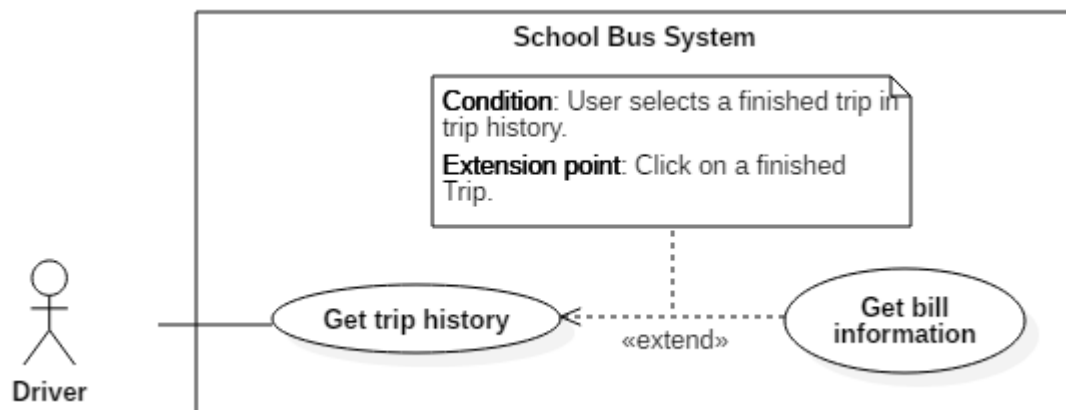 School Bus System
Condition: User selects a finished trip in
trip history.
Extension point: Click on a finished
Trip.
Get trip history
«extend»
Get bill
information
Driver